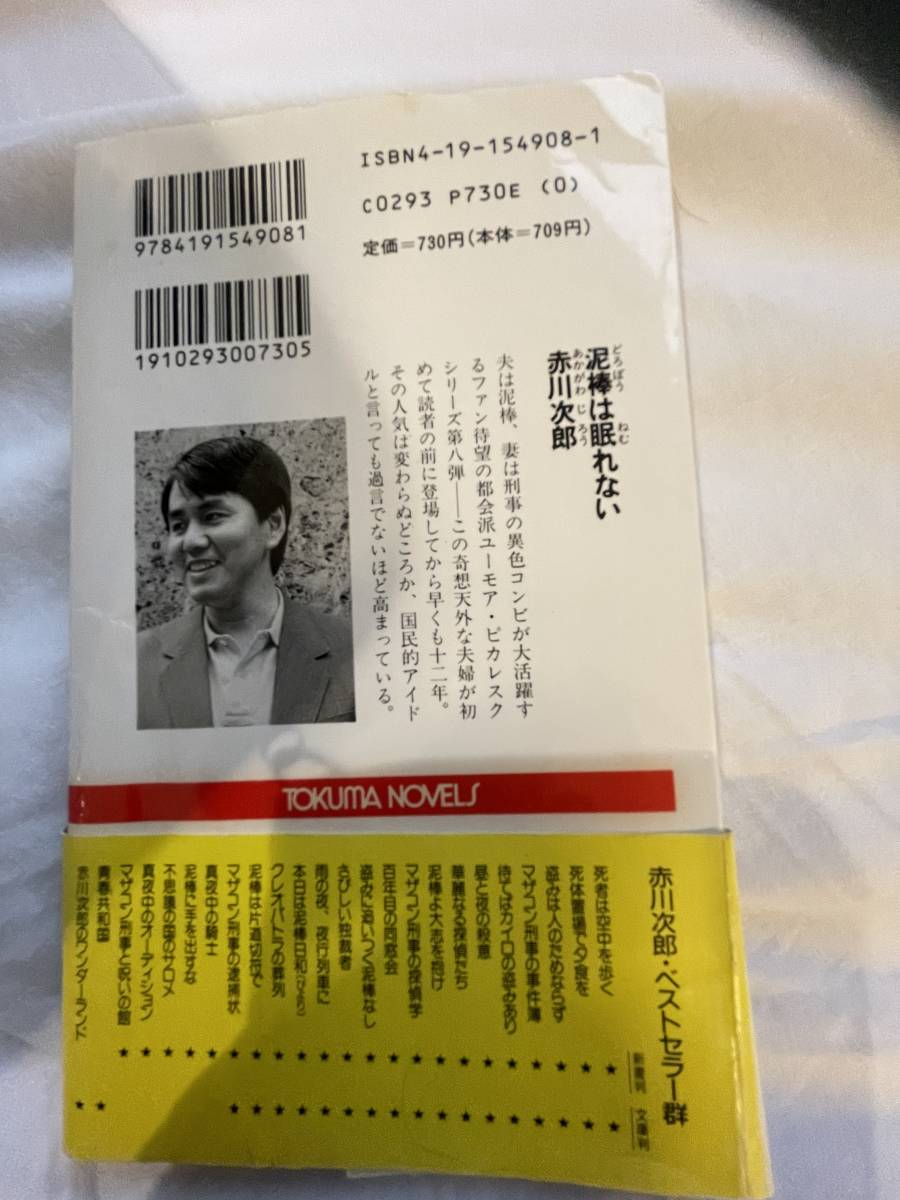 ISBN4-19-154908-1
C0293 P730E (0)
定価=730円(本体=709円)
9784191549081
1910293007305
泥棒は眠れない
どろぼう ねむ
赤川次郎
あかがわ じ ろう
夫は泥棒、妻は刑事の異色コンビが大活躍す
るファン待望の都会派ユーモア・ピカレスク
シリーズ第八弾――この奇想天外な夫婦が初
めて読者の前に登場してから早くも十二年。
その人気は変わらぬどころか、国民的アイド
ルと言っても過言でないほど高まっている。
TOKUMA NOVELS
赤川次郎・ベストセラー群
新書判 文庫判
死者は空中を歩く ★ ★
死体置場で夕食を ★ ★
盗みは人のためならず ★ ★
マザコン刑事の事件簿 ★ ★
待てばカイロの盗みあり ★ ★
昼と夜の殺意 ★ ★
華麗なる探偵たち ★ ★
泥棒よ大志を抱け ★ ★
マザコン刑事の探偵学 ★ ★
百年目の同窓会 ★ ★
盗みに追いつく泥棒なし ★ ★
さびしい独裁者 ★ ★
雨の夜、夜行列車に ★ ★
本日は泥棒日和(びより) ★ ★
クレオパトラの葬列 ★ ★
泥棒は片道切符で ★ ★
マザコン刑事の逮捕状 ★ ★
真夜中の騎士 ★
泥棒に手を出すな ★
不思議の国のサロメ ★
真夜中のオーディション ★
マザコン刑事と呪いの館 ★
青春共和国 ★
赤川次郎のワンダーランド ★